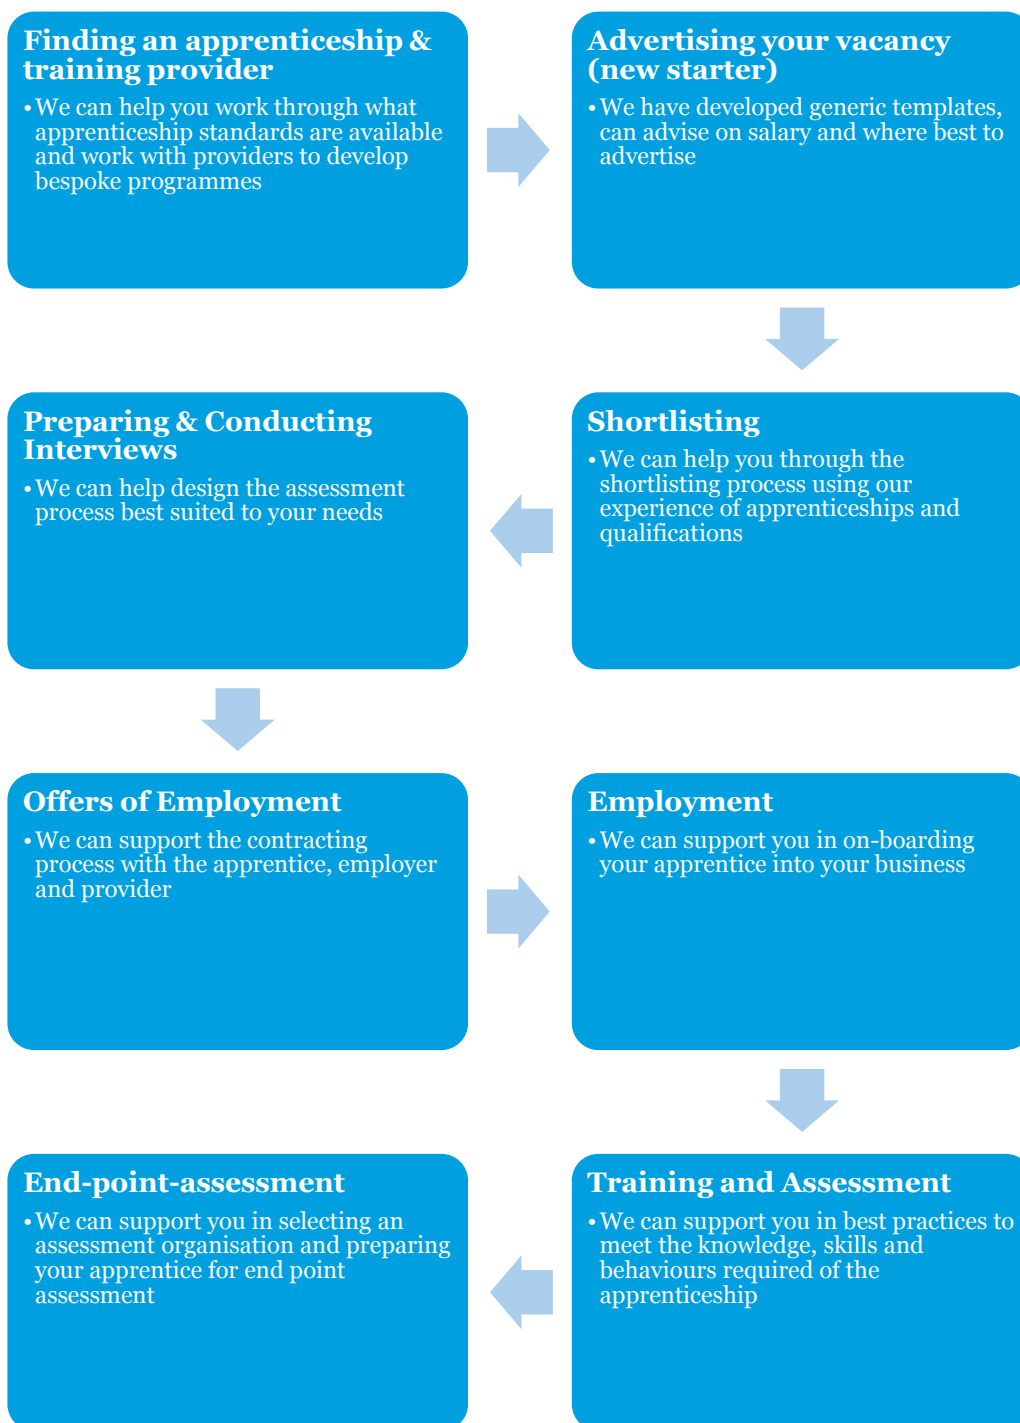 Finding an apprenticeship &
training provider
• We can help you work through what
apprenticeship standards are available
and work with providers to develop
bespoke programmes
Advertising your vacancy
(new starter)
• We have developed generic templates,
can advise on salary and where best to
advertise
Shortlisting
• We can help you through the
shortlisting process using our
experience of apprenticeships and
qualifications
Preparing & Conducting
Interviews
• We can help design the assessment
process best suited to your needs
Offers of Employment
• We can support the contracting
process with the apprentice, employer
and provider
Employment
• We can support you in on-boarding
your apprentice into your business
Training and Assessment
• We can support you in best practices to
meet the knowledge, skills and
behaviours required of the
apprenticeship
End-point-assessment
• We can support you in selecting an
assessment organisation and preparing
your apprentice for end point
assessment